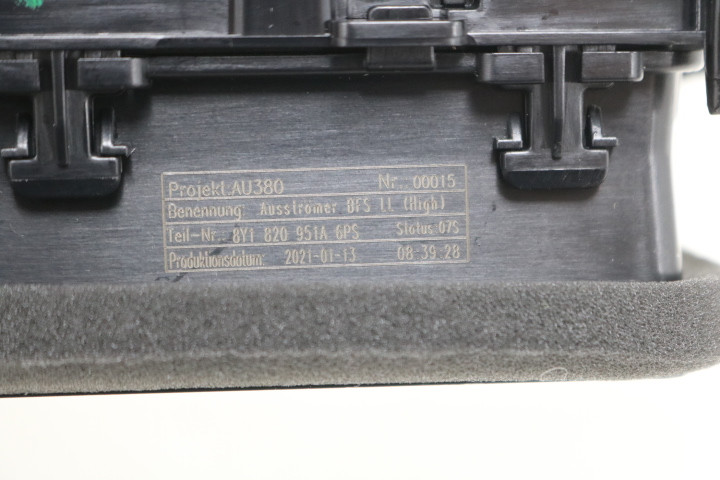 Projekt:AU380 Nr. 00015
Benennung: Ausströmer BFS LL (High)
Teil-Nr. 8Y1 820 951A 6PS Status 07S
Produktionsdatum: 2021-01-13 08-39-28